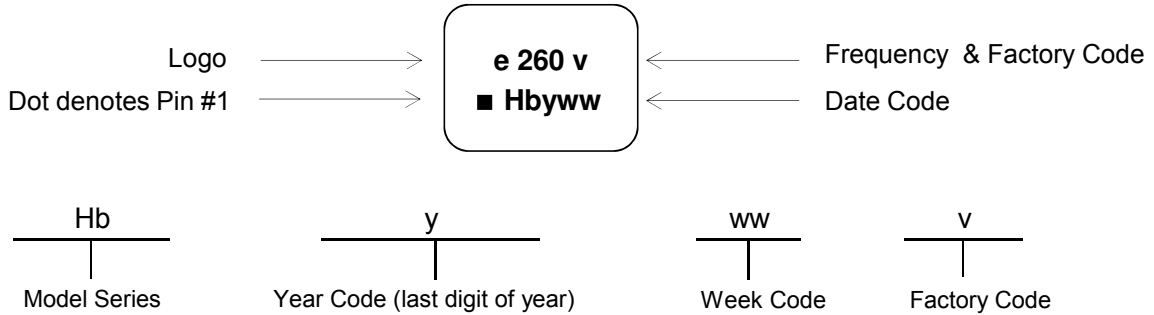 Logo e 260 v Frequency & Factory Code
Dot denotes Pin #1 ■ Hbyww Date Code
Hb y ww v
Model Series Year Code (last digit of year) Week Code Factory Code